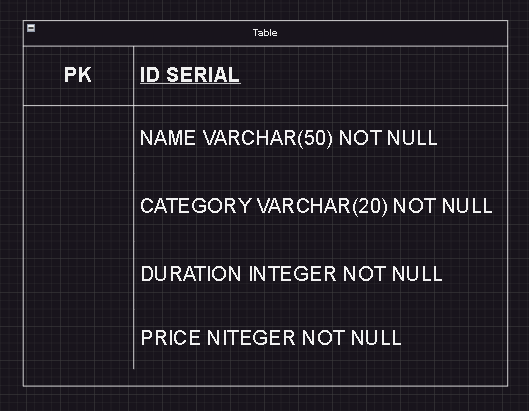 Table
PK ID SERIAL
NAME VARCHAR(50) NOT NULL
CATEGORY VARCHAR(20) NOT NULL
DURATION INTEGER NOT NULL
PRICE NITEGER NOT NULL